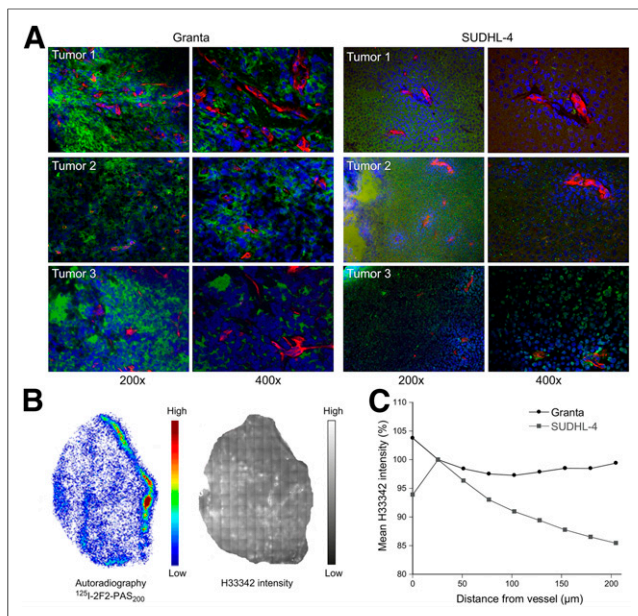 A
Granta
SUDHL-4
Tumor 1
Tumor 1
Tumor 2
Tumor 2
Tumor 3
Tumor 3
200x
400x
200x
400x
B
High
Low
High
Low
Autoradiography
¹²⁵I-2F2-PAS₂₀₀
H33342 intensity
C
Mean H33342 intensity (%)
110
105
100
95
90
85
80
0
50
100
150
200
Distance from vessel (µm)
Granta
SUDHL-4